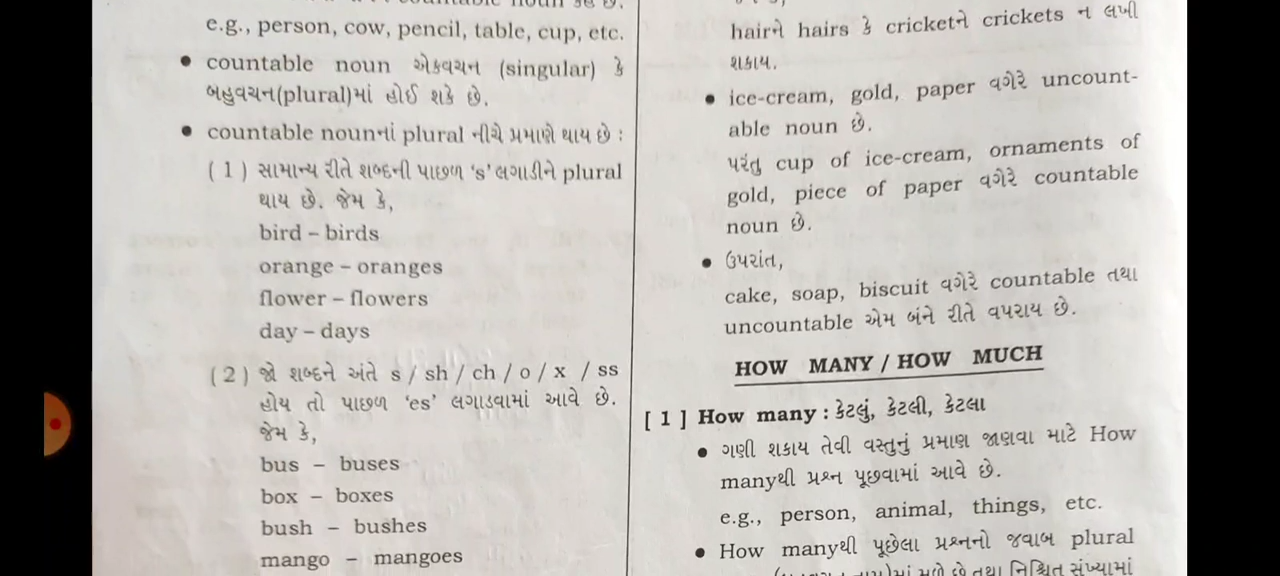 countable noun કહે છે.
e.g., person, cow, pencil, table, cup, etc.
• countable noun એકવચન (singular) કે
બહુવચન(plural)માં હોઈ શકે છે.
• countable nounનાં plural નીચે પ્રમાણે થાય છે :
( 1 ) સામાન્ય રીતે શબ્દની પાછળ ‘s’ લગાડીને plural
થાય છે. જેમ કે,
bird – birds
orange – oranges
flower – flowers
day – days
( 2 ) જો શબ્દને અંતે s / sh / ch / o / x / ss
હોય તો પાછળ ‘es’ લગાડવામાં આવે છે.
જેમ કે,
bus – buses
box – boxes
bush – bushes
mango – mangoes
hairને hairs કે cricketને crickets ન લખી
શકાય.
• ice-cream, gold, paper વગેરે uncount-
able noun છે.
પરંતુ cup of ice-cream, ornaments of
gold, piece of paper વગેરે countable
noun છે.
• ઉપરાંત,
cake, soap, biscuit વગેરે countable તથા
uncountable એમ બંને રીતે વપરાય છે.
HOW MANY / HOW MUCH
[ 1 ] How many : કેટલું, કેટલી, કેટલા
• ગણી શકાય તેવી વસ્તુનું પ્રમાણ જાણવા માટે How
manyથી પ્રશ્ન પૂછવામાં આવે છે.
e.g., person, animal, things, etc.
• How manyથી પૂછેલા પ્રશ્નનો જવાબ plural
મળે છે તથા નિશ્ચિત સંખ્યામાં